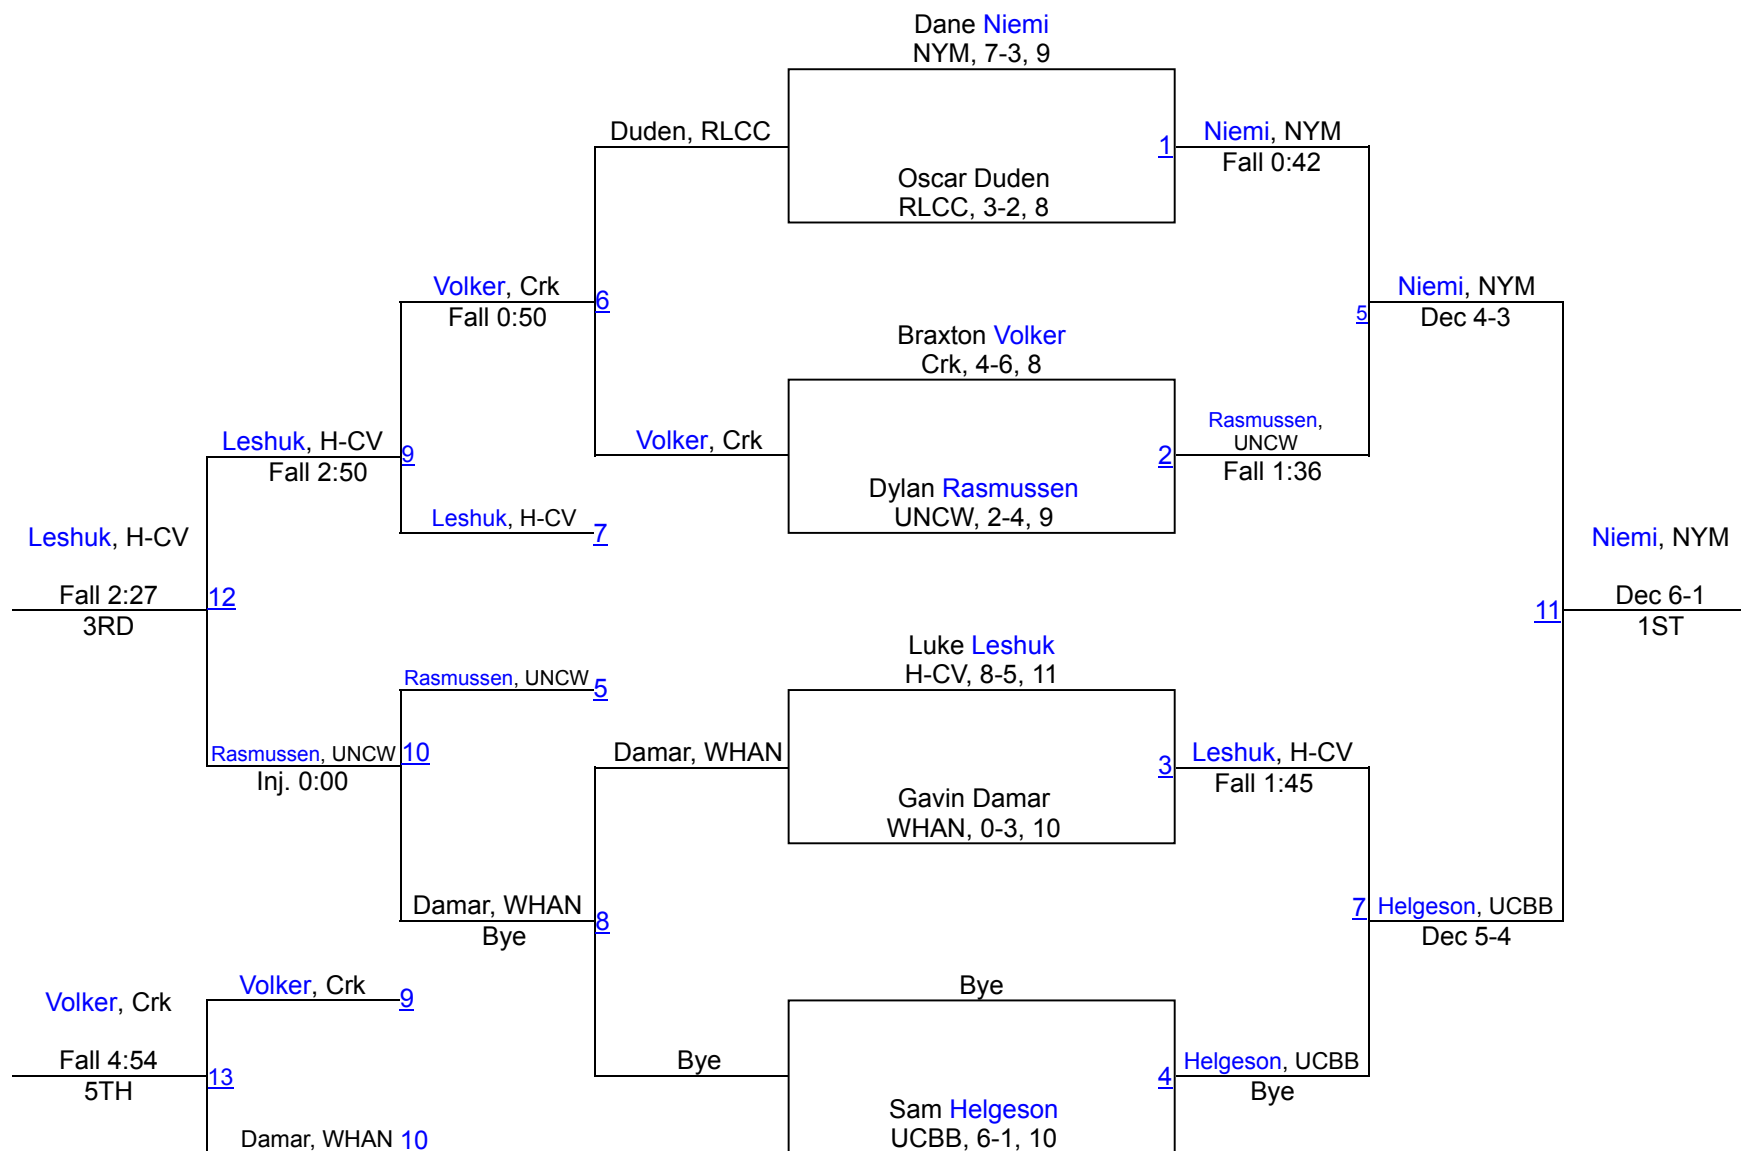 Dane Niemi
NYM, 7-3, 9
Duden, RLCC
1
Niemi, NYM
Fall 0:42
Oscar Duden
RLCC, 3-2, 8
Volker, Crk
Fall 0:50
6
5
Niemi, NYM
Dec 4-3
Braxton Volker
Crk, 4-6, 8
Leshuk, H-CV
Fall 2:50
9
Volker, Crk
2
Rasmussen,
UNCW
Fall 1:36
Dylan Rasmussen
UNCW, 2-4, 9
Leshuk, H-CV
7
Leshuk, H-CV
Fall 2:27
3RD
12
11
Niemi, NYM
Dec 6-1
1ST
Luke Leshuk
H-CV, 8-5, 11
Rasmussen, UNCW
5
Rasmussen, UNCW
Inj. 0:00
10
Damar, WHAN
3
Leshuk, H-CV
Fall 1:45
Gavin Damar
WHAN, 0-3, 10
Damar, WHAN
Bye
8
7
Helgeson, UCBB
Dec 5-4
Volker, Crk
Fall 4:54
5TH
Volker, Crk
9
13
Damar, WHAN
10
Bye
Bye
4
Helgeson, UCBB
Bye
Sam Helgeson
UCBB, 6-1, 10